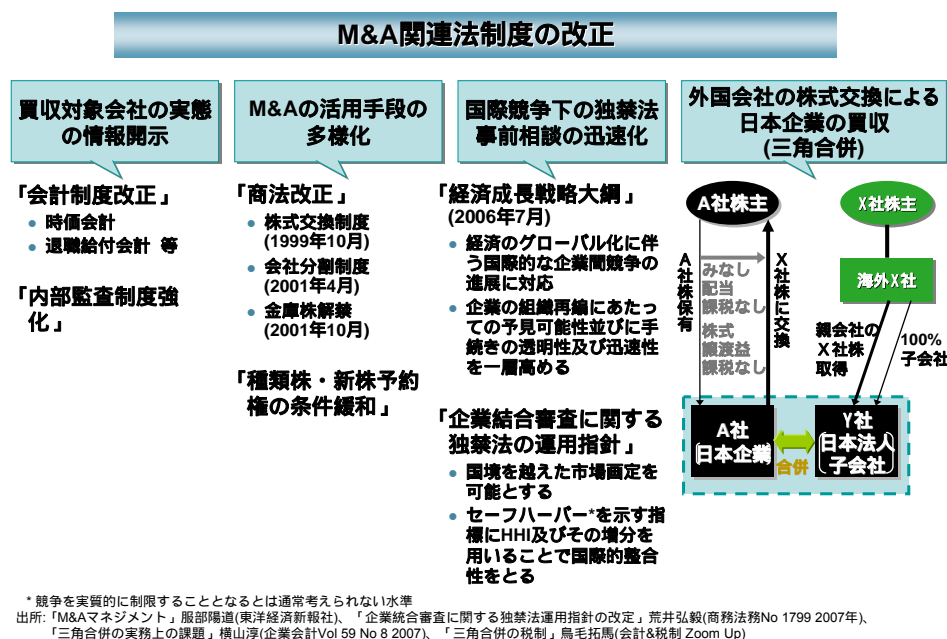 M&A関連法制度の改正
買収対象会社の実態
の情報開示
「会計制度改正」
• 時価会計
• 退職給付会計 等
「内部監査制度強
化」
M&Aの活用手段の
多様化
「商法改正」
• 株式交換制度
(1999年10月)
• 会社分割制度
(2001年4月)
• 金庫株解禁
(2001年10月)
「種類株・新株予約
権の条件緩和」
国際競争下の独禁法
事前相談の迅速化
「経済成長戦略大綱」
(2006年7月)
• 経済のグローバル化に伴
う国際的な企業間競争の
進展に対応
• 企業の組織再編にあたっ
ての予見可能性並びに手
続きの透明性及び迅速性
を一層高める
「企業結合審査に関する
独禁法の運用指針」
• 国境を越えた市場画定を
可能とする
• セーフハーバー*を示す指
標にHHI及びその増分を
用いることで国際的整合
性をとる
外国会社の株式交換による
日本企業の買収
(三角合併)
A社株主
X社株主
A社株保有
みなし
配当
課税なし
株式
譲渡益
課税なし
X社株に交換
海外X社
親会社の
X社株
取得
100%
子会社
A社
(日本企業)
合併
Y社
(日本法人
子会社)
* 競争を実質的に制限することとなるとは通常考えられない水準
出所:「M&Aマネジメント」服部陽道(東洋経済新報社)、「企業統合審査に関する独禁法運用指針の改定」荒井弘毅(商務法務No 1799 2007年)、
「三角合併の実務上の課題」横山淳(企業会計Vol 59 No 8 2007)、「三角合併の税制」鳥毛拓馬(会計&税制 Zoom Up)